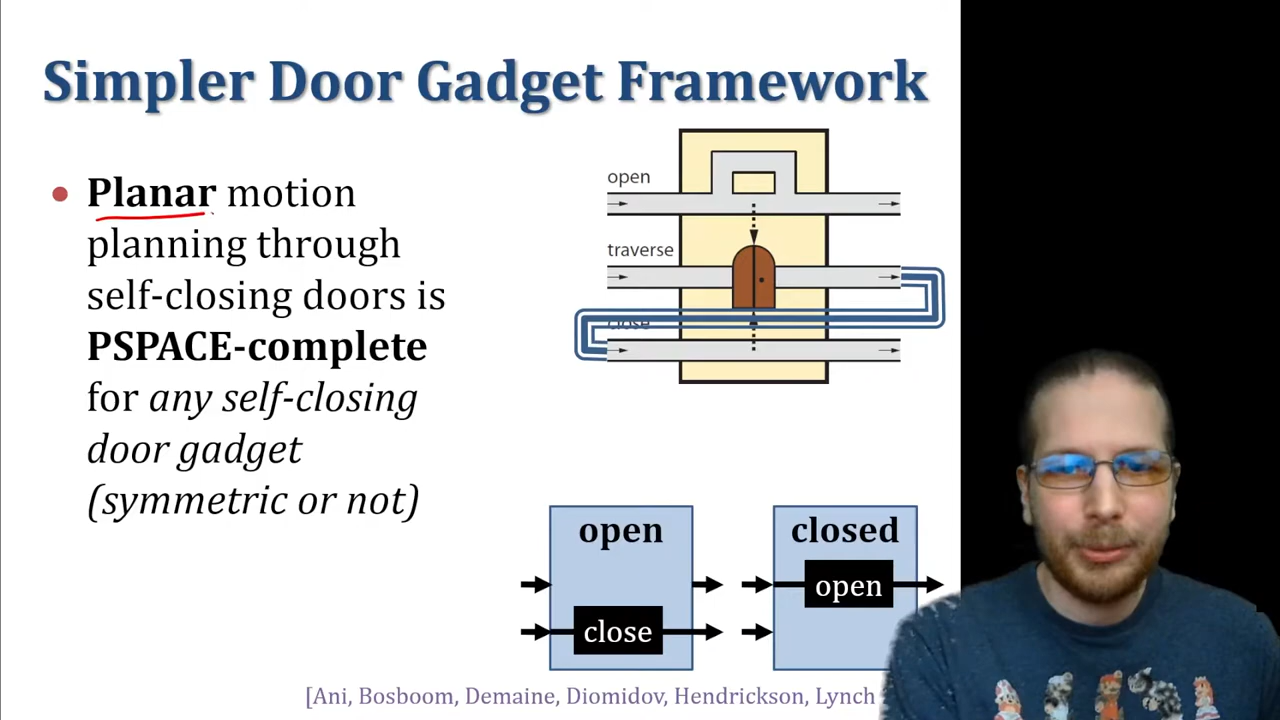 Simpler Door Gadget Framework
• Planar motion
planning through
self-closing doors is
PSPACE-complete
for any self-closing
door gadget
(symmetric or not)
open
traverse
close
open
close
closed
open
[Ani, Bosboom, Demaine, Diomidov, Hendrickson, Lynch